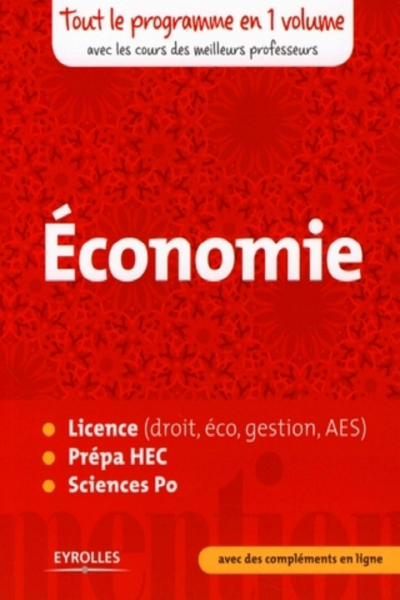 Tout le programme en 1 volume
avec les cours des meilleurs professeurs
Économie
Licence (droit, éco, gestion, AES)
Prépa HEC
Sciences Po
mention
EYROLLES
avec des compléments en ligne